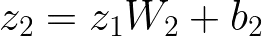 z₂ = z₁W₂ + b₂